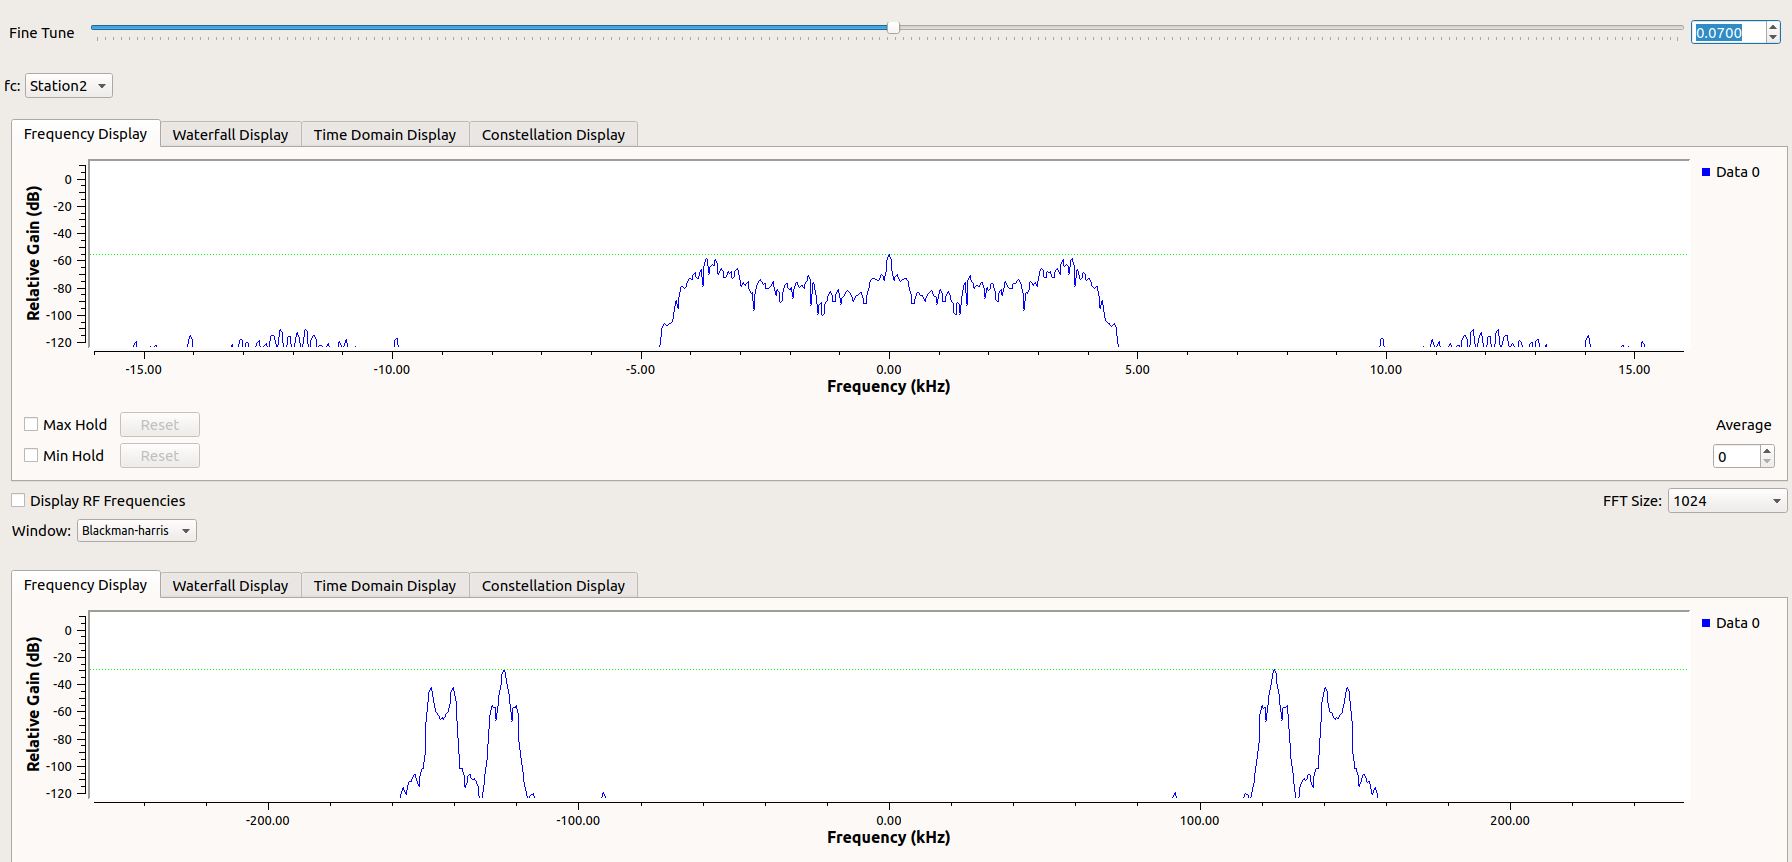 Fine Tune 0.0700
fc: Station2
Frequency Display Waterfall Display Time Domain Display Constellation Display
Relative Gain (dB)
0
-20
-40
-60
-80
-100
-120
Data 0
-15.00 -10.00 -5.00 0.00 5.00 10.00 15.00
Frequency (kHz)
Max Hold Reset
Average
Min Hold Reset
0
Display RF Frequencies
FFT Size: 1024
Window: Blackman-harris
Frequency Display Waterfall Display Time Domain Display Constellation Display
Relative Gain (dB)
0
-20
-40
-60
-80
-100
-120
Data 0
-200.00 -100.00 0.00 100.00 200.00
Frequency (kHz)